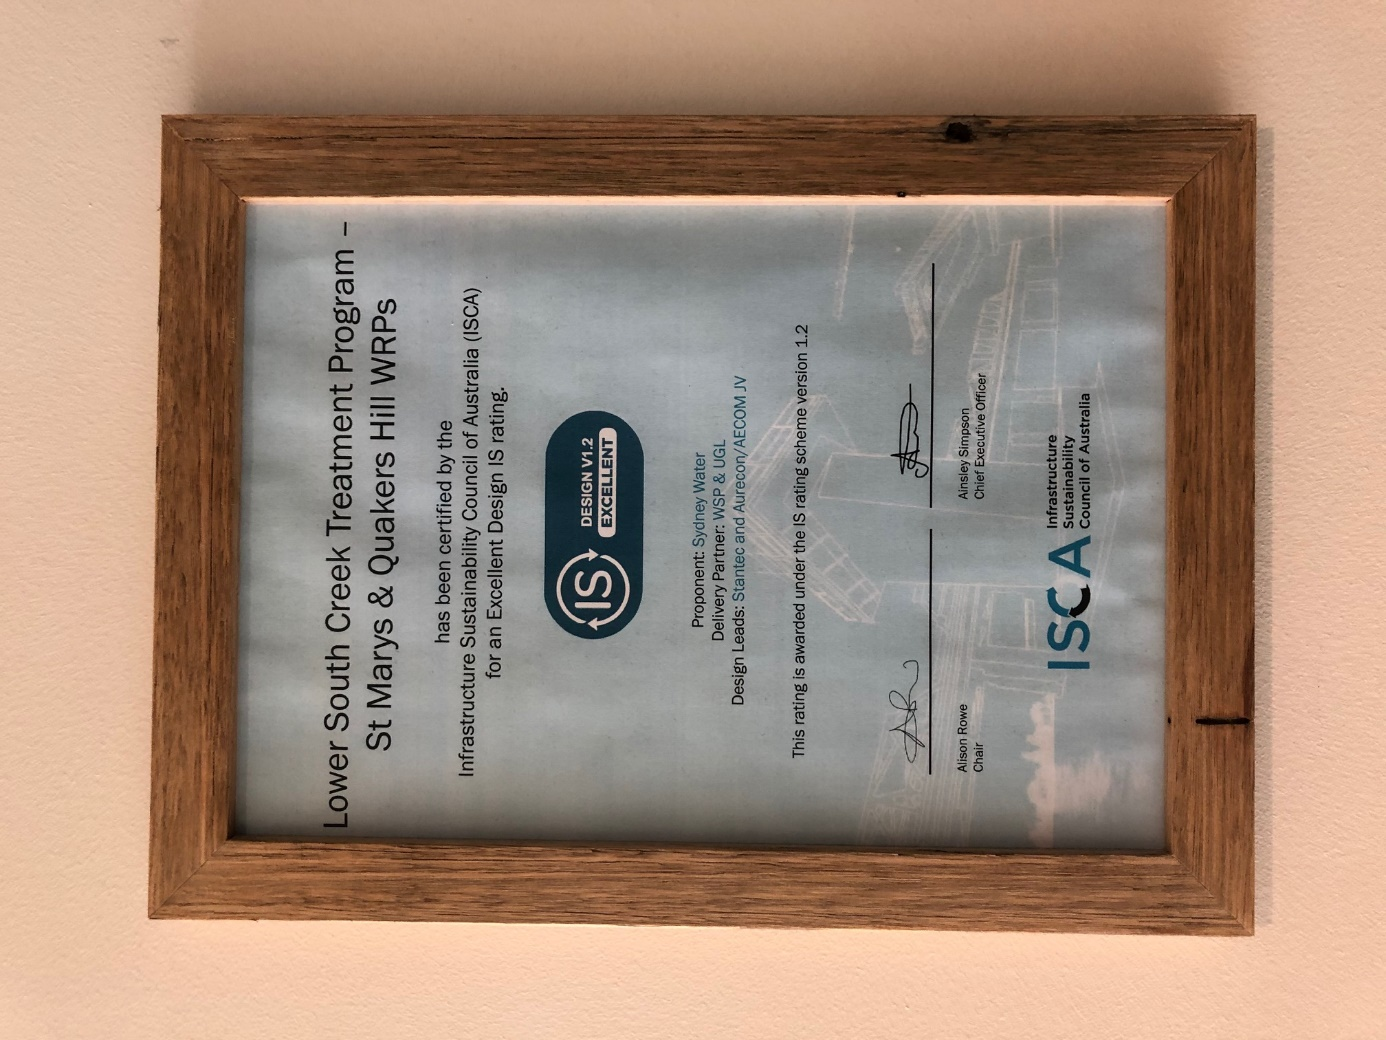 Lower South Creek Treatment Program –
St Marys & Quakers Hill WRPs
has been certified by the
Infrastructure Sustainability Council of Australia (ISCA)
for an Excellent Design IS rating.
IS
DESIGN V1.2
EXCELLENT
Proponent: Sydney Water
Delivery Partner: WSP & UGL
Design Leads: Stantec and Aurecon/AECOM JV
This rating is awarded under the IS rating scheme version 1.2
Alison Rowe
Chair
Ainsley Simpson
Chief Executive Officer
ISCA
Infrastructure
Sustainability
Council of Australia